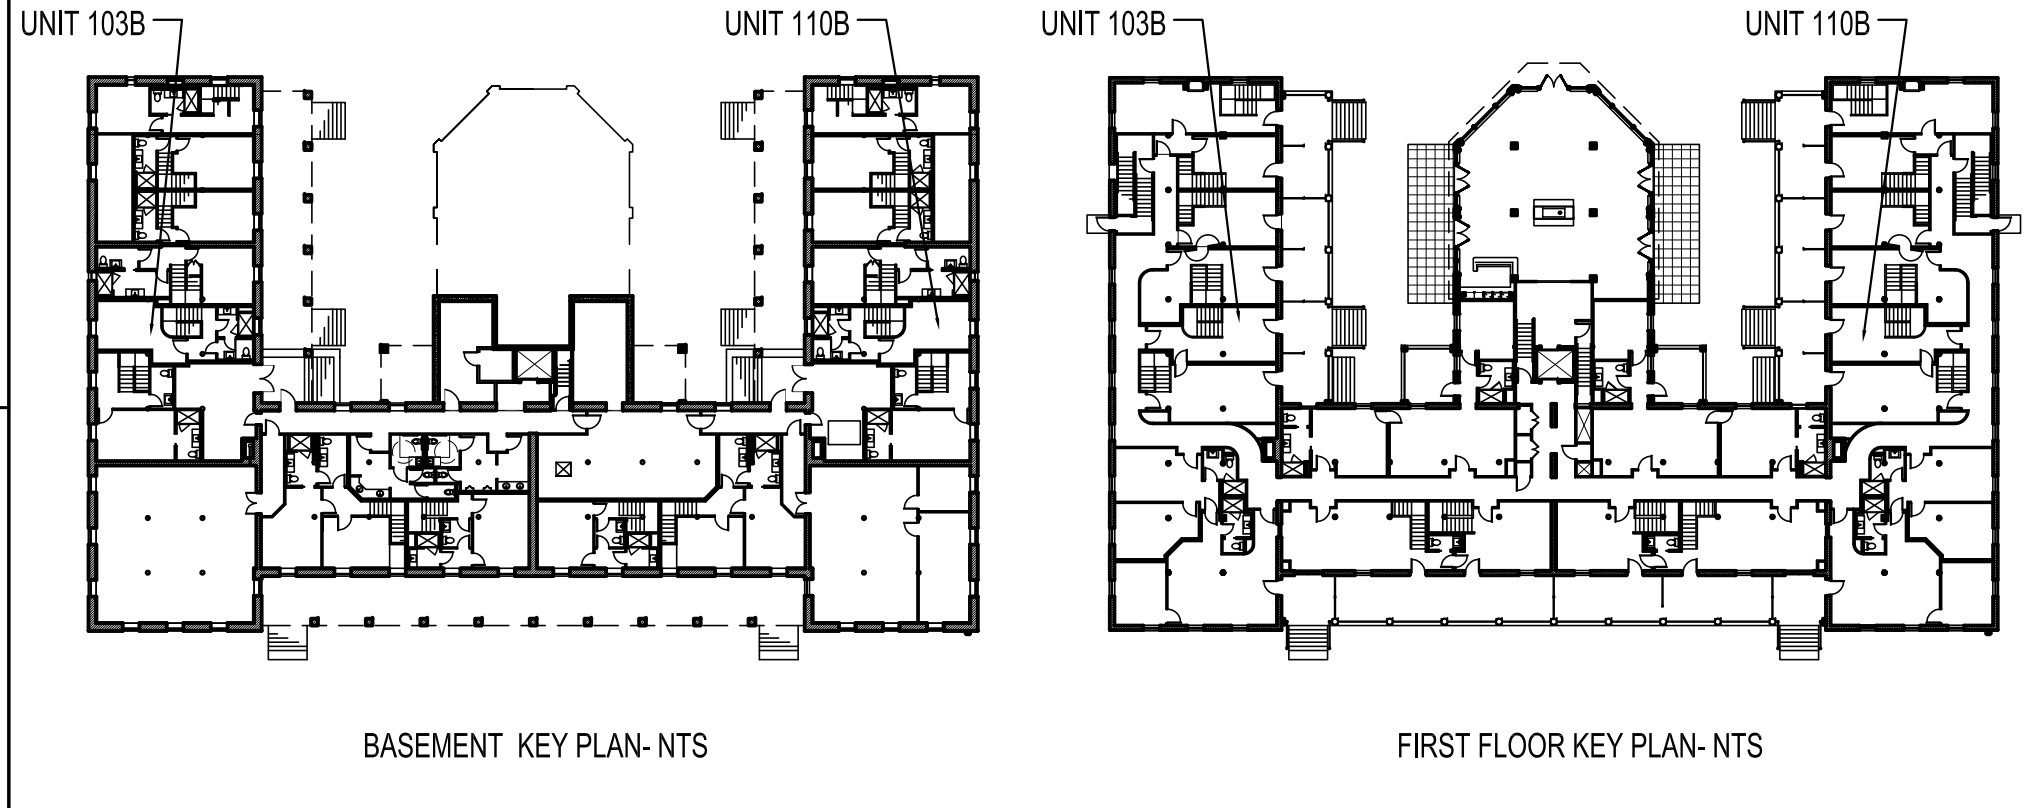 UNIT 103B
UNIT 110B
UNIT 103B
UNIT 110B
BASEMENT KEY PLAN- NTS
FIRST FLOOR KEY PLAN- NTS